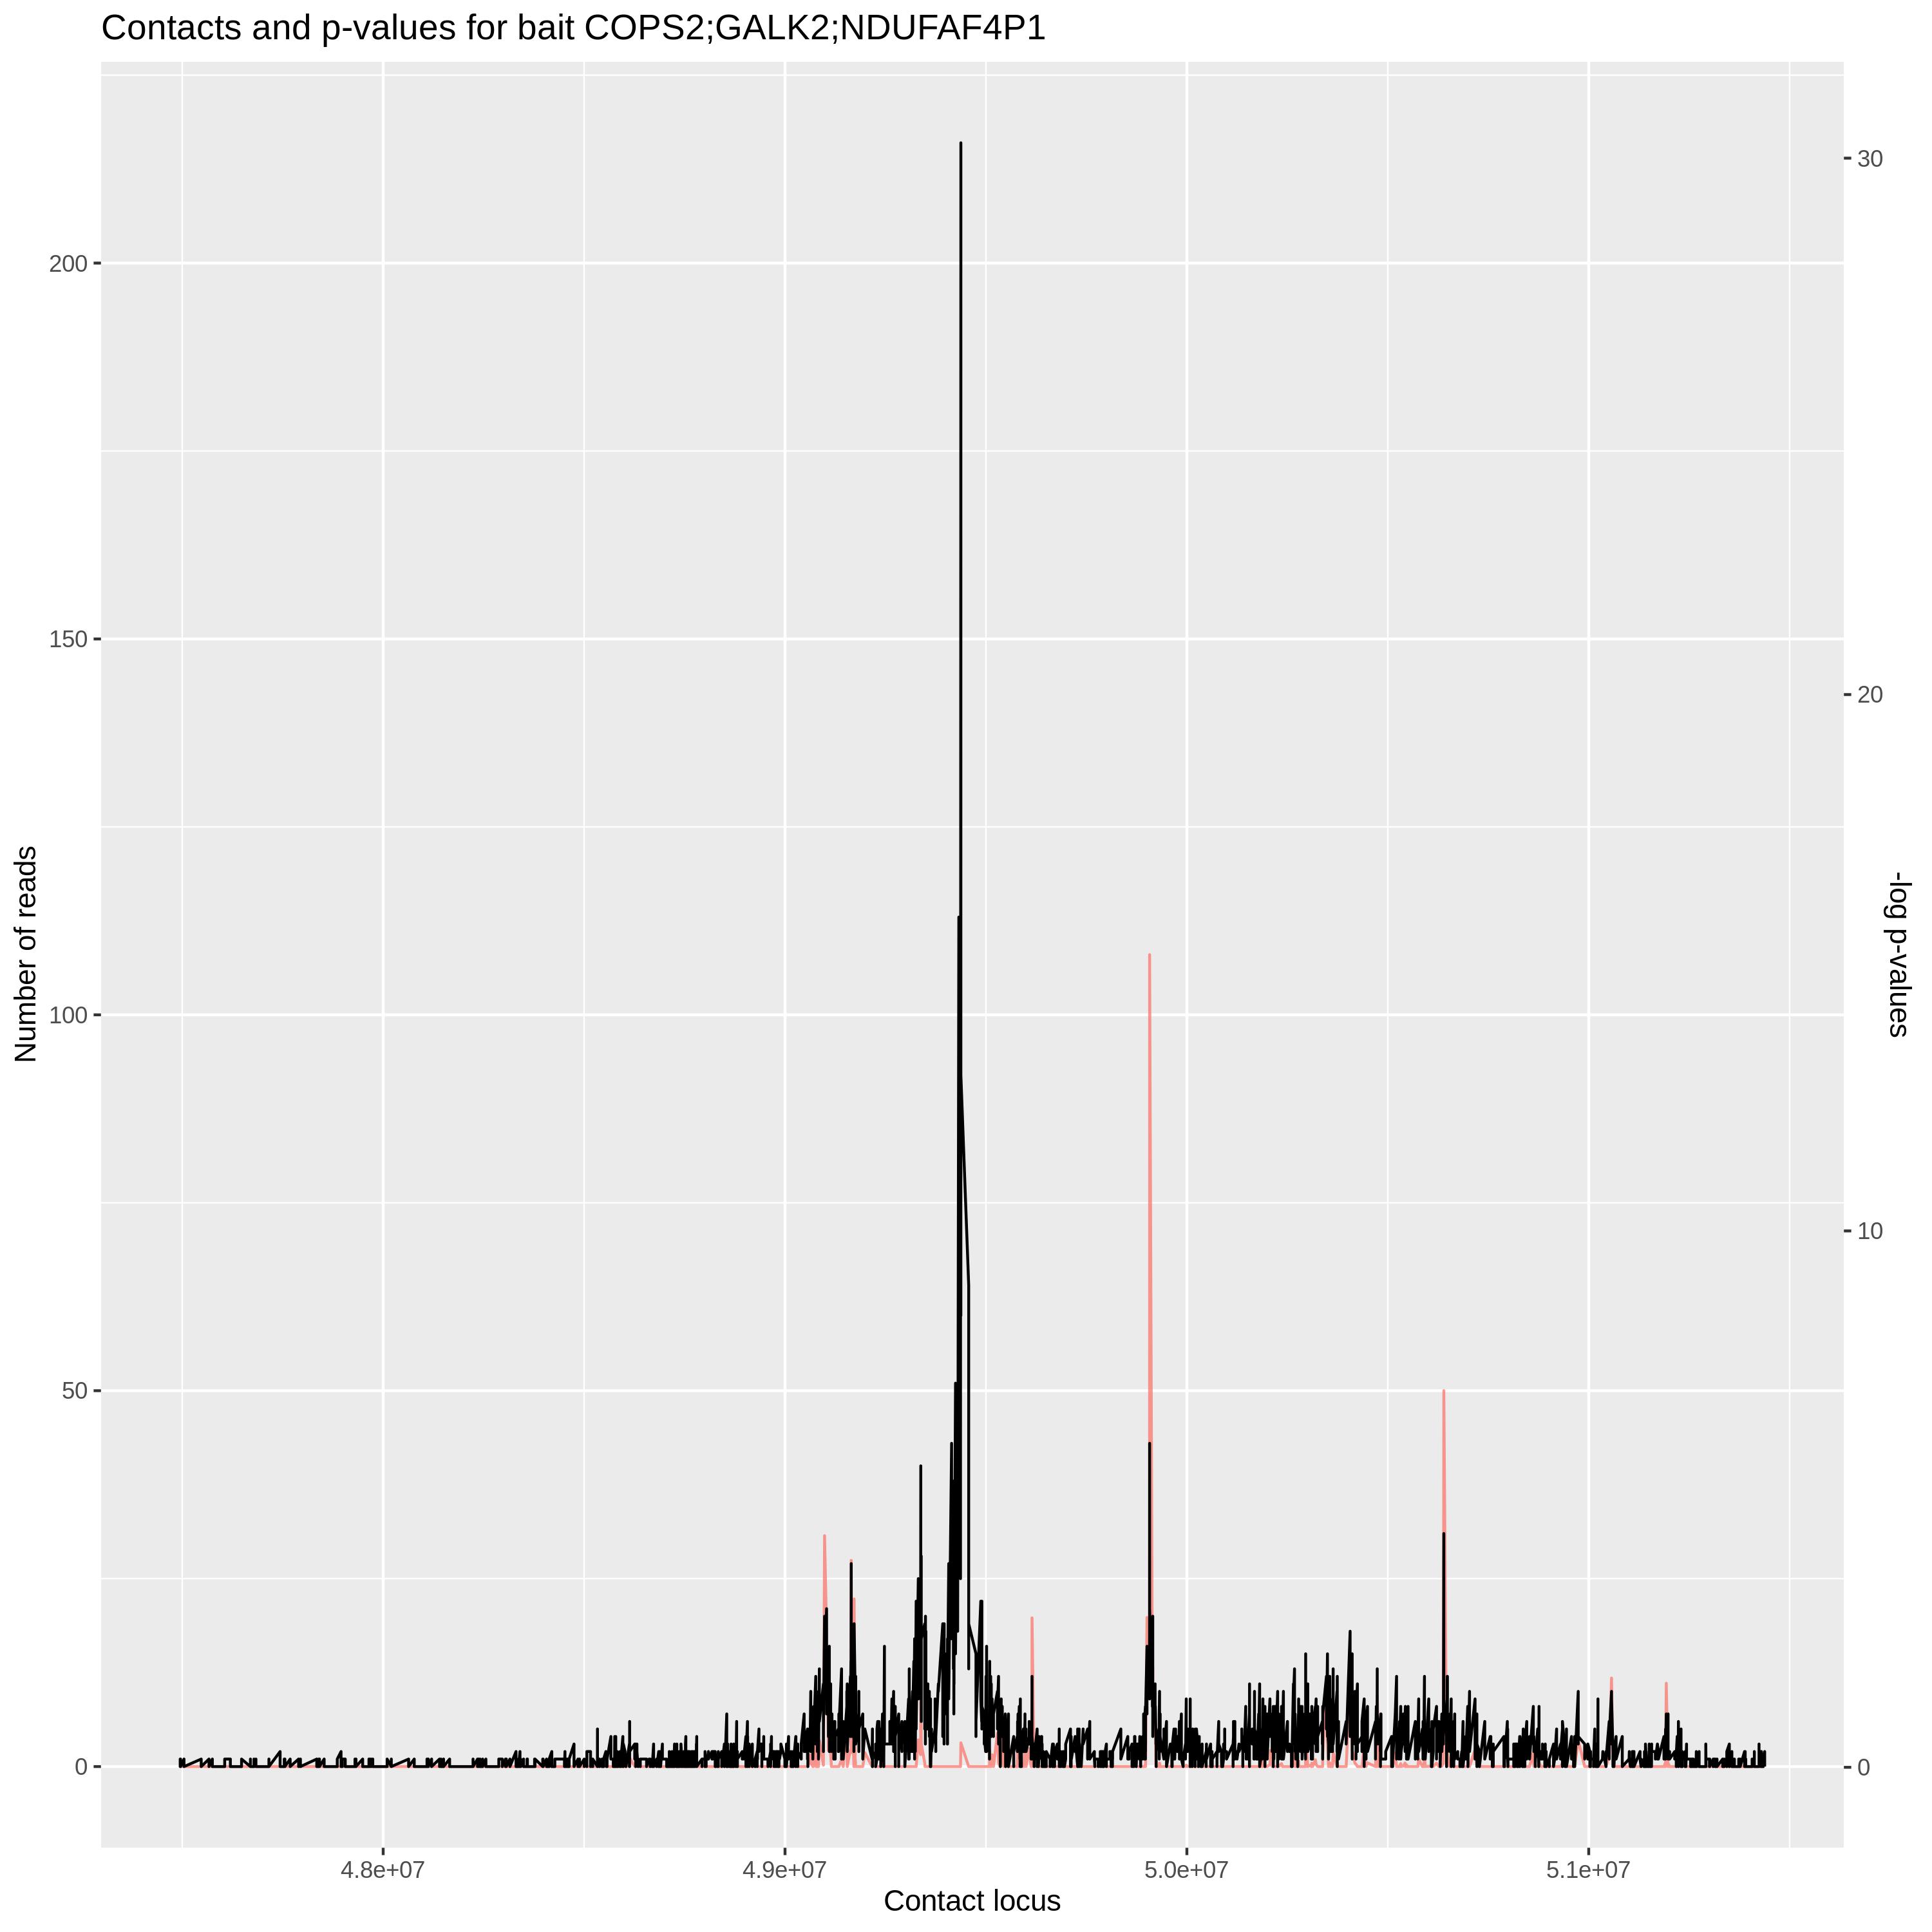 Contacts and p-values for bait COPS2;GALK2;NDUFAF4P1
Number of reads
200
150
100
50
0
30
20
10
0
-log p-values
4.8e+07 4.9e+07 5.0e+07 5.1e+07
Contact locus